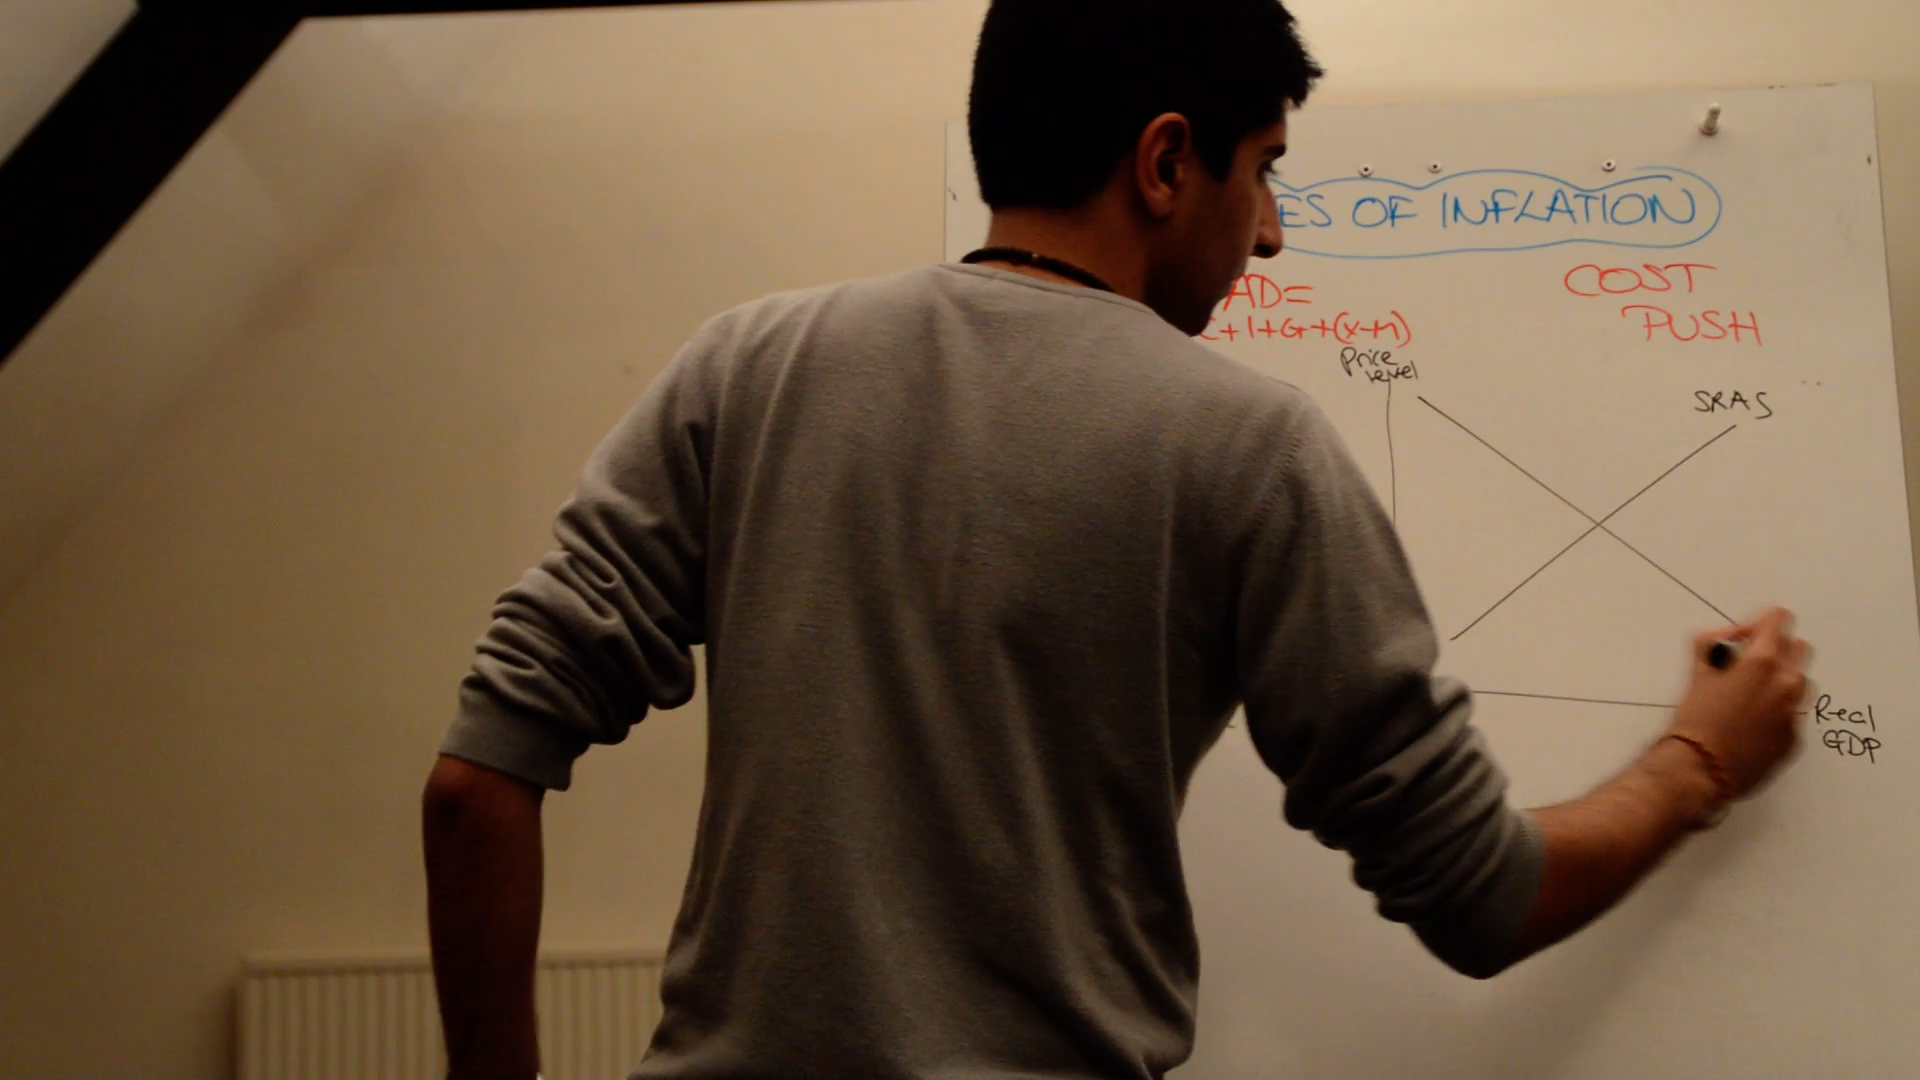 ES OF INFLATION
AD=
C+I+G+(X-M)
COST
PUSH
Price
level
SRAS
Real
GDP